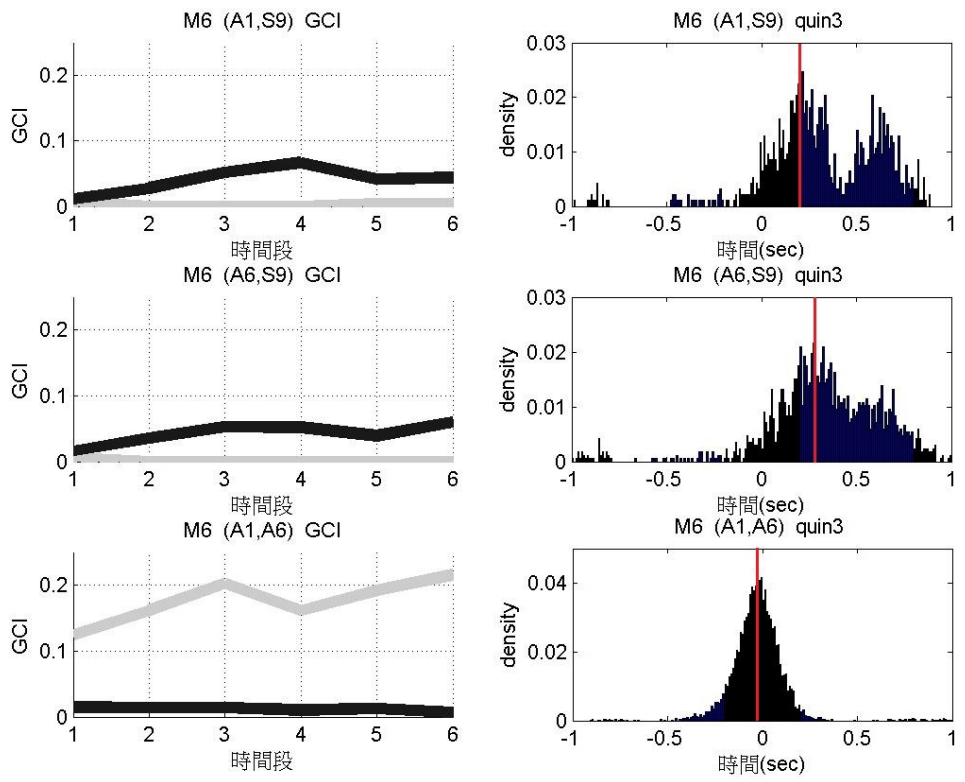 M6 (A1,S9) GCI
GCI
0.2
0.1
0
1 2 3 4 5 6
時間段
M6 (A1,S9) quin3
density
0.03
0.02
0.01
0
-1 -0.5 0 0.5 1
時間(sec)
M6 (A6,S9) GCI
GCI
0.2
0.1
0
1 2 3 4 5 6
時間段
M6 (A6,S9) quin3
density
0.03
0.02
0.01
0
-1 -0.5 0 0.5 1
時間(sec)
M6 (A1,A6) GCI
GCI
0.2
0.1
0
1 2 3 4 5 6
時間段
M6 (A1,A6) quin3
density
0.04
0.02
0
-1 -0.5 0 0.5 1
時間(sec)